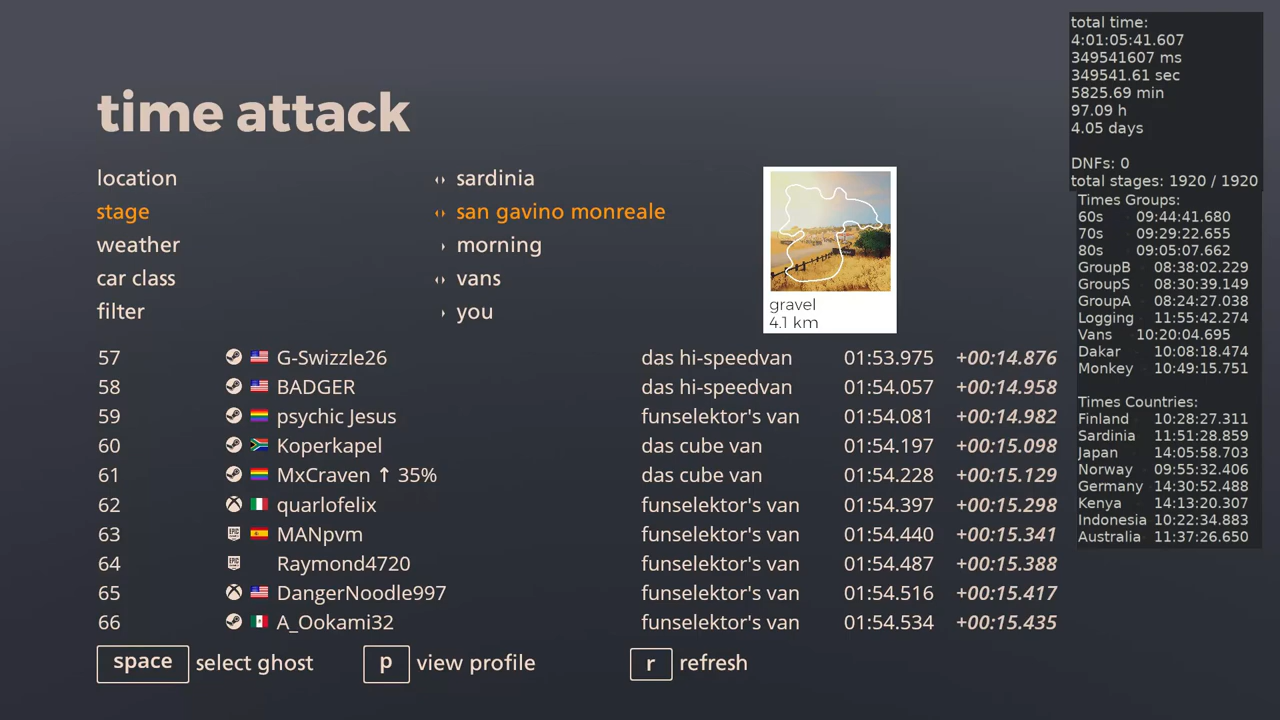 time attack
location sardinia
stage san gavino monreale
weather morning
car class vans
filter you
gravel
4.1 km
57 G-Swizzle26 das hi-speedvan 01:53.975 +00:14.876
58 BADGER das hi-speedvan 01:54.057 +00:14.958
59 psychic Jesus funselektor's van 01:54.081 +00:14.982
60 Koperkapel das cube van 01:54.197 +00:15.098
61 MxCraven ↑ 35% das cube van 01:54.228 +00:15.129
62 quarlofelix funselektor's van 01:54.397 +00:15.298
63 MANpvm funselektor's van 01:54.440 +00:15.341
64 Raymond4720 funselektor's van 01:54.487 +00:15.388
65 DangerNoodle997 funselektor's van 01:54.516 +00:15.417
66 A_Ookami32 funselektor's van 01:54.534 +00:15.435
space select ghost p view profile r refresh
total time:
4:01:05:41.607
349541607 ms
349541.61 sec
5825.69 min
97.09 h
4.05 days
DNFs: 0
total stages: 1920 / 1920
Times Groups:
60s 09:44:41.680
70s 09:29:22.655
80s 09:05:07.662
GroupB 08:38:02.229
GroupS 08:30:39.149
GroupA 08:24:27.038
Logging 11:55:42.274
Vans 10:20:04.695
Dakar 10:08:18.474
Monkey 10:49:15.751
Times Countries:
Finland 10:28:27.311
Sardinia 11:51:28.859
Japan 14:05:58.703
Norway 09:55:32.406
Germany 14:30:52.488
Kenya 14:13:20.307
Indonesia 10:22:34.883
Australia 11:37:26.650